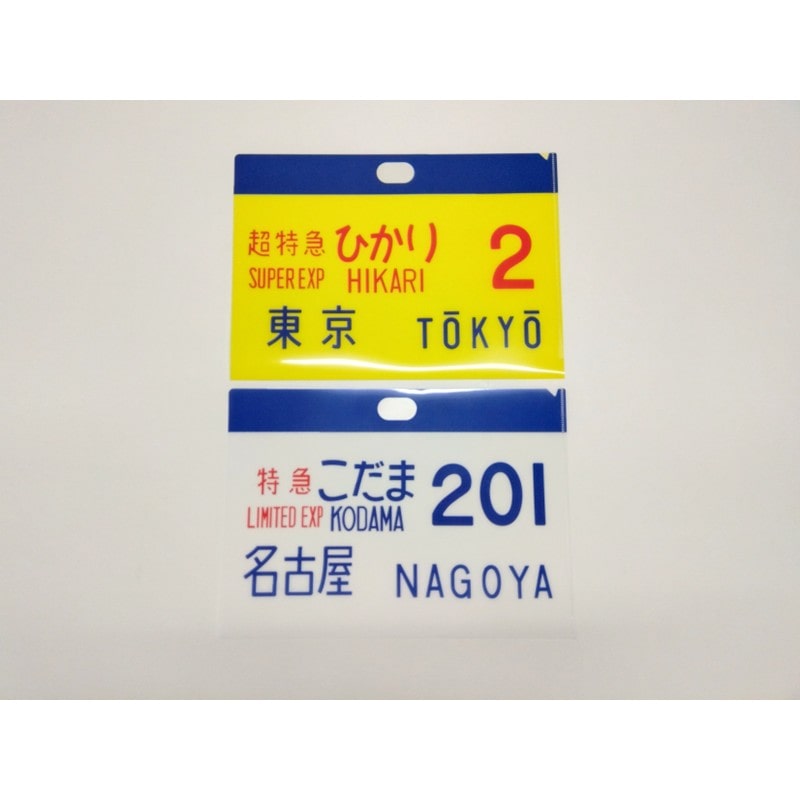 超特急 ひかり 2
SUPER EXP HIKARI
東京 TŌKYŌ
特急 こだま 201
LIMITED EXP KODAMA
名古屋 NAGOYA